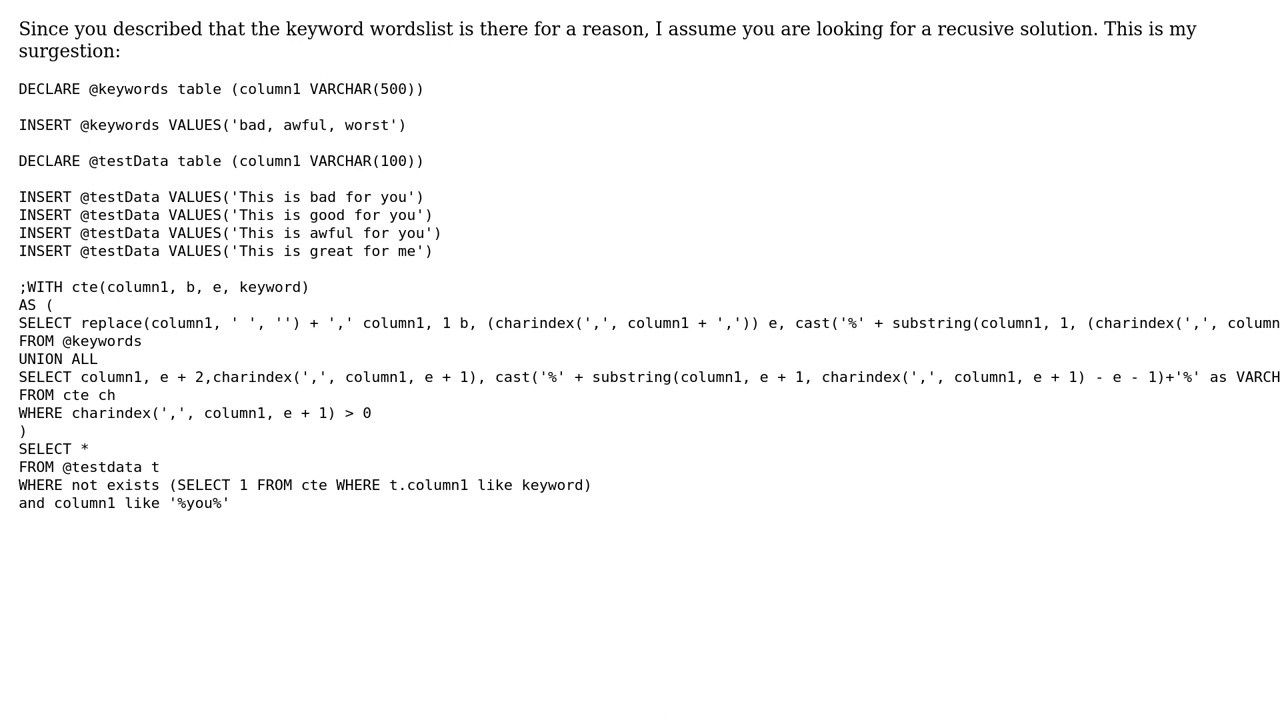 Since you described that the keyword wordslist is there for a reason, I assume you are looking for a recusive solution. This is my
surgestion:
DECLARE @keywords table (column1 VARCHAR(500))
INSERT @keywords VALUES('bad, awful, worst')
DECLARE @testData table (column1 VARCHAR(100))
INSERT @testData VALUES('This is bad for you')
INSERT @testData VALUES('This is good for you')
INSERT @testData VALUES('This is awful for you')
INSERT @testData VALUES('This is great for me')
;WITH cte(column1, b, e, keyword)
AS (
SELECT replace(column1, ' ', '') + ',' column1, 1 b, (charindex(',', column1 + ',')) e, cast('%' + substring(column1, 1, (charindex(',', column
FROM @keywords
UNION ALL
SELECT column1, e + 2,charindex(',', column1, e + 1), cast('%' + substring(column1, e + 1, charindex(',', column1, e + 1) - e - 1)+'%' as VARCH
FROM cte ch
WHERE charindex(',', column1, e + 1) > 0
)
SELECT *
FROM @testdata t
WHERE not exists (SELECT 1 FROM cte WHERE t.column1 like keyword)
and column1 like '%you%'